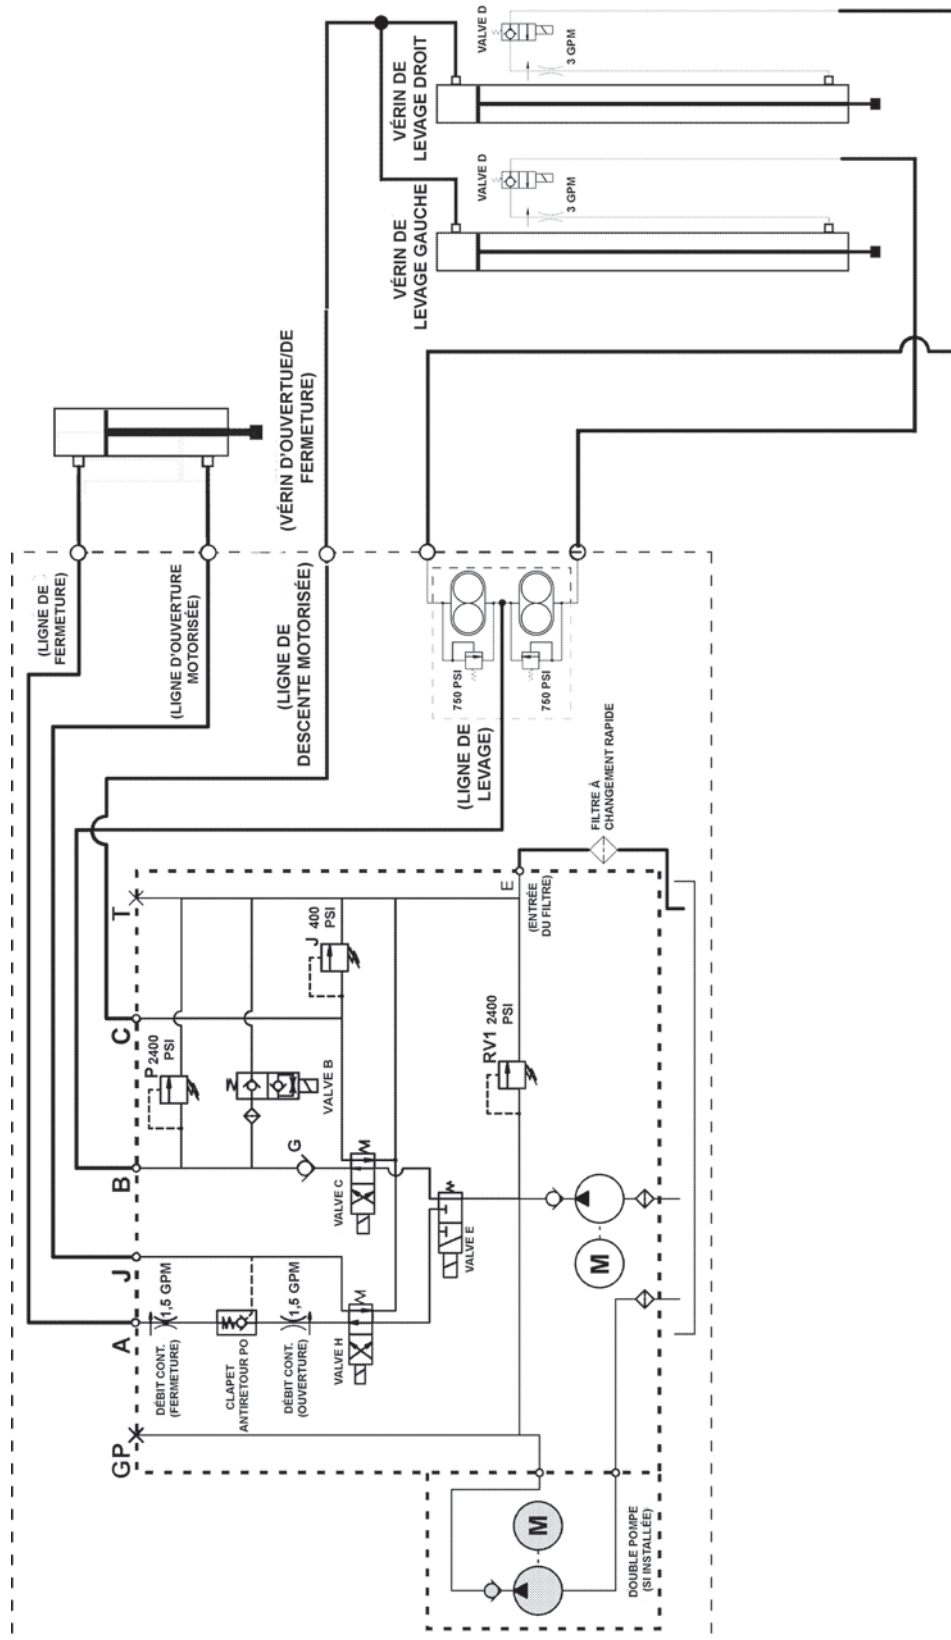 VALVE D
3 GPM
VÉRIN DE
LEVAGE DROIT
VALVE D
3 GPM
VÉRIN DE
LEVAGE GAUCHE
(VÉRIN D'OUVERTUE/DE
FERMETURE)
(LIGNE DE
FERMETURE)
(LIGNE D'OUVERTURE
MOTORISÉE)
(LIGNE DE
DESCENTE MOTORISÉE)
750 PSI
750 PSI
(LIGNE DE
LEVAGE)
FILTRE À
CHANGEMENT RAPIDE
T
E
(ENTRÉE
DU FILTRE)
J 400
PSI
C
P 2400
PSI
RV1 2400
PSI
VALVE B
B
G
VALVE C
VALVE E
J
A
1,5 GPM
1,5 GPM
M
DÉBIT CONT.
(FERMETURE)
CLAPET
ANTIRETOUR PO
DÉBIT CONT.
(OUVERTURE)
VALVE H
GP
M
DOUBLE POMPE
(SI INSTALLÉE)